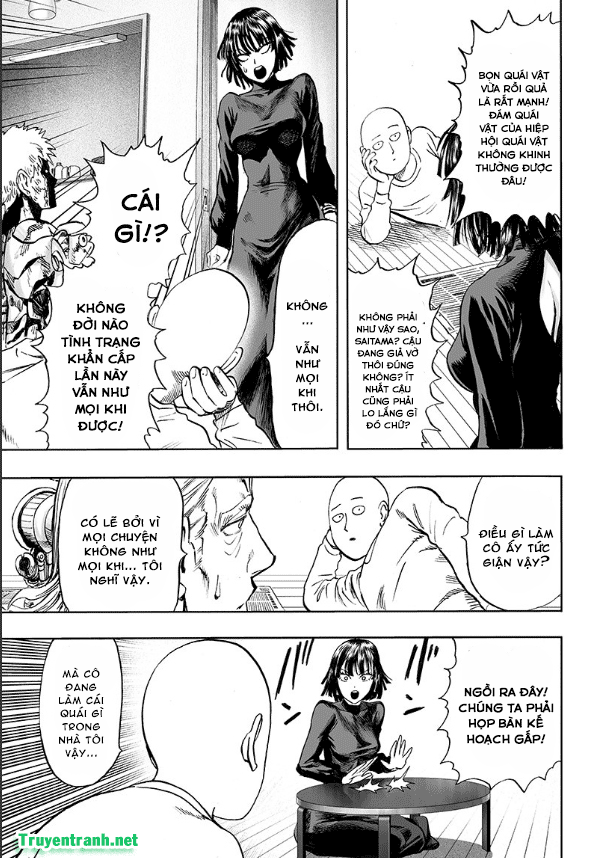 BỌN QUÁI VẬT
VỪA RỒI QUẢ
LÀ RẤT MẠNH!
ĐÁM QUÁI
VẬT CỦA HIỆP
HỘI QUÁI VẬT
KHÔNG KHINH
THƯỜNG ĐƯỢC
ĐÂU!
KHÔNG PHẢI
NHƯ VẬY SAO,
SAITAMA? CẬU
ĐANG GIẢ VỜ
THÔI ĐÚNG
KHÔNG? ÍT
NHẤT CẬU CŨNG
PHẢI LO LẮNG GÌ
ĐÓ CHỨ?
KHÔNG
...
VẪN
NHƯ
MỌI KHI
THÔI.
CÁI
GÌ!?
KHÔNG
ĐỜI NÀO
TÌNH TRẠNG
KHẨN CẤP
LẦN NÀY
VẪN NHƯ
MỌI KHI
ĐƯỢC!
ĐIỀU GÌ LÀM
CÔ ẤY TỨC
GIẬN VẬY?
CÓ LẼ BỞI VÌ
MỌI CHUYỆN
KHÔNG NHƯ
MỌI KHI... TÔI
NGHĨ VẬY.
NGỒI RA ĐÂY!
CHÚNG TA PHẢI
HỌP BÀN KẾ
HOẠCH GẤP!
MÀ CÔ
ĐANG
LÀM CÁI
QUÁI GÌ
TRONG
NHÀ TÔI
VẬY...
Truyentranh.net